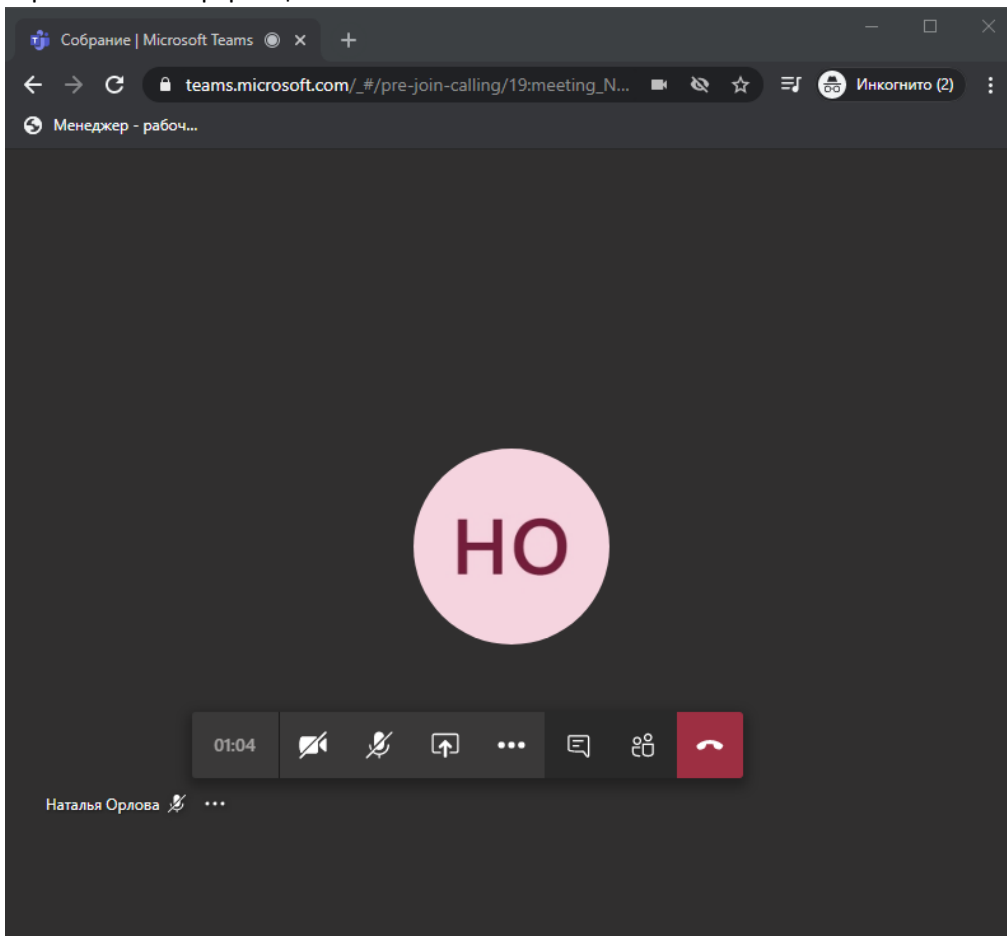 Собрание | Microsoft Teams
teams.microsoft.com/_#/pre-join-calling/19:meeting_N...
Инкогнито (2)
Менеджер - рабоч...
НО
01:04
Наталья Орлова